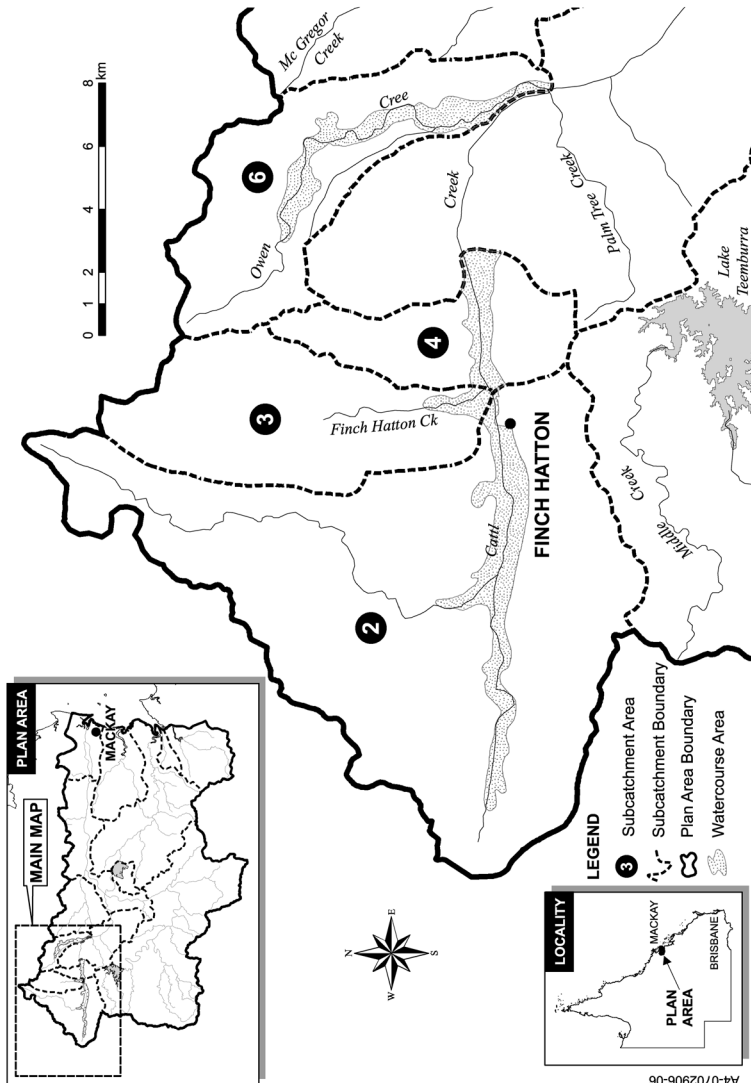 PLAN AREA
MAIN MAP
MACKAY
N
E
S
W
LOCALITY
MACKAY
PLAN
AREA
BRISBANE
LEGEND
3 Subcatchment Area
Subcatchment Boundary
Plan Area Boundary
Watercourse Area
0 1 2 4 6 8
km
2
3
4
6
Finch Hatton Ck
Cattl
FINCH HATTON
Owen
Cree
Creek
Mc Gregor
Creek
Palm Tree Creek
Middle
Creek
Lake
Teemburra
A4-0702906-06